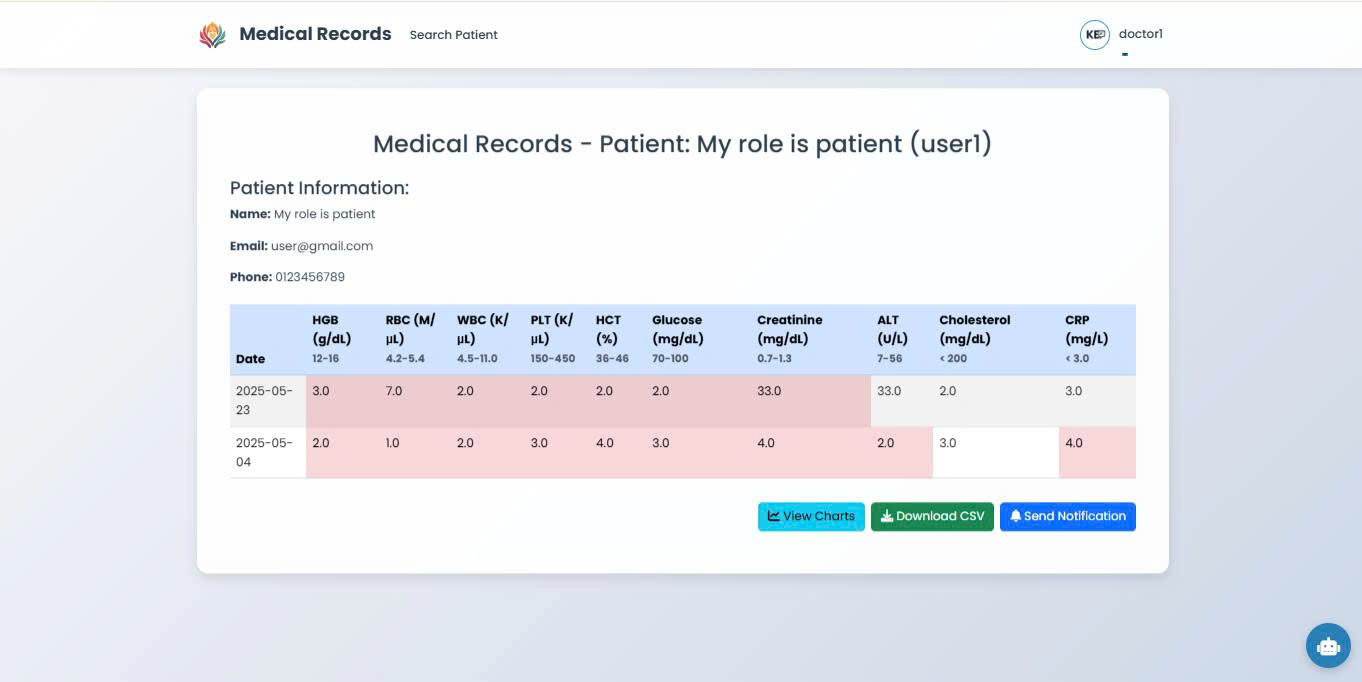 Medical Records Search Patient doctor1
Medical Records - Patient: My role is patient (user1)
Patient Information:
Name: My role is patient
Email: user@gmail.com
Phone: 0123456789
Date HGB (g/dL) 12-16 RBC (M/μL) 4.2-5.4 WBC (K/μL) 4.5-11.0 PLT (K/μL) 150-450 HCT (%) 36-46 Glucose (mg/dL) 70-100 Creatinine (mg/dL) 0.7-1.3 ALT (U/L) 7-56 Cholesterol (mg/dL) < 200 CRP (mg/L) < 3.0
2025-05-23 3.0 7.0 2.0 2.0 2.0 2.0 33.0 33.0 2.0 3.0
2025-05-04 2.0 1.0 2.0 3.0 4.0 3.0 4.0 2.0 3.0 4.0
View Charts Download CSV Send Notification